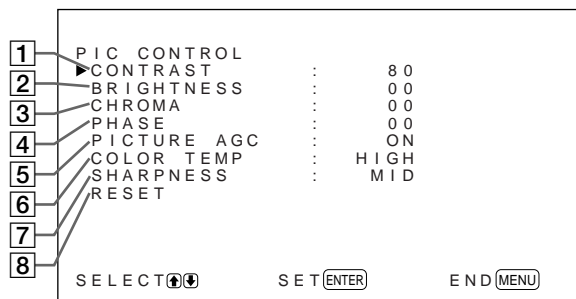 PIC CONTROL
1 ▶CONTRAST : 80
2 BRIGHTNESS : 00
3 CHROMA : 00
4 PHASE : 00
5 PICTURE AGC : ON
6 COLOR TEMP : HIGH
7 SHARPNESS : MID
8 RESET
SELECT⬆⬇ SET ENTER END MENU